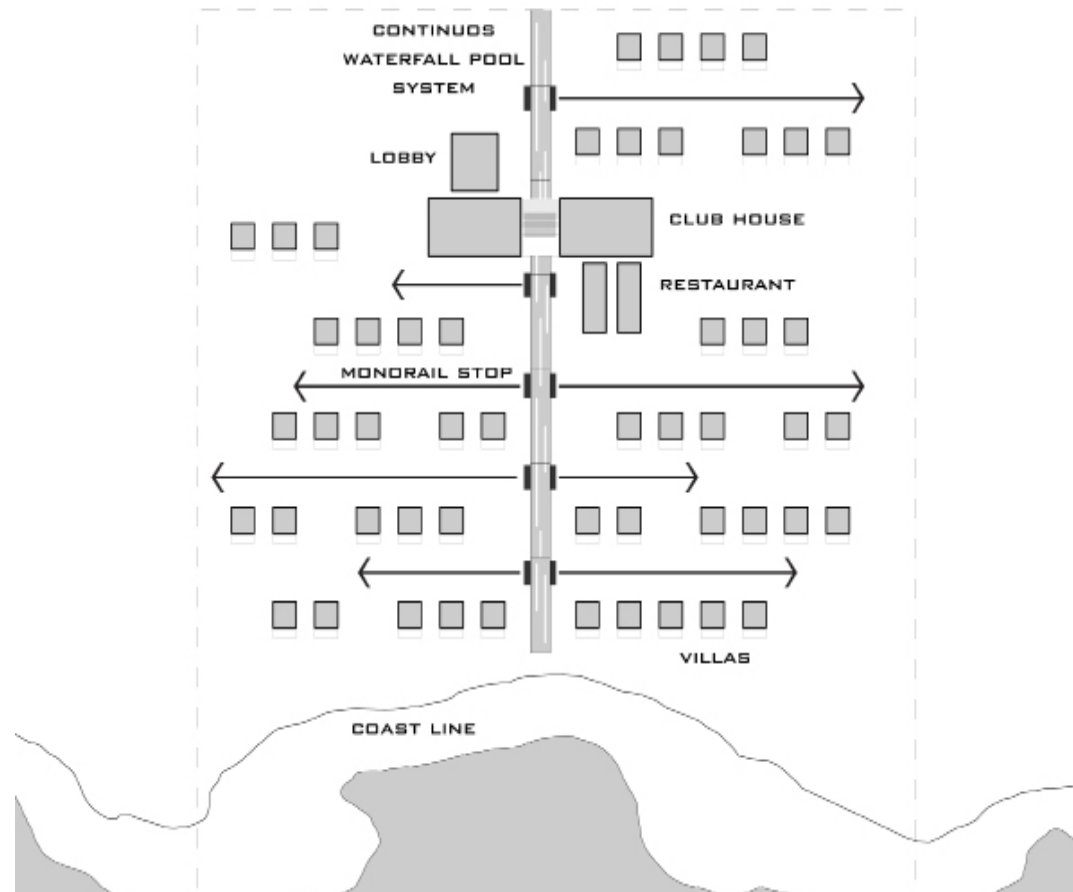 CONTINUOS
WATERFALL POOL
SYSTEM
LOBBY
CLUB HOUSE
RESTAURANT
MONORAIL STOP
VILLAS
COAST LINE